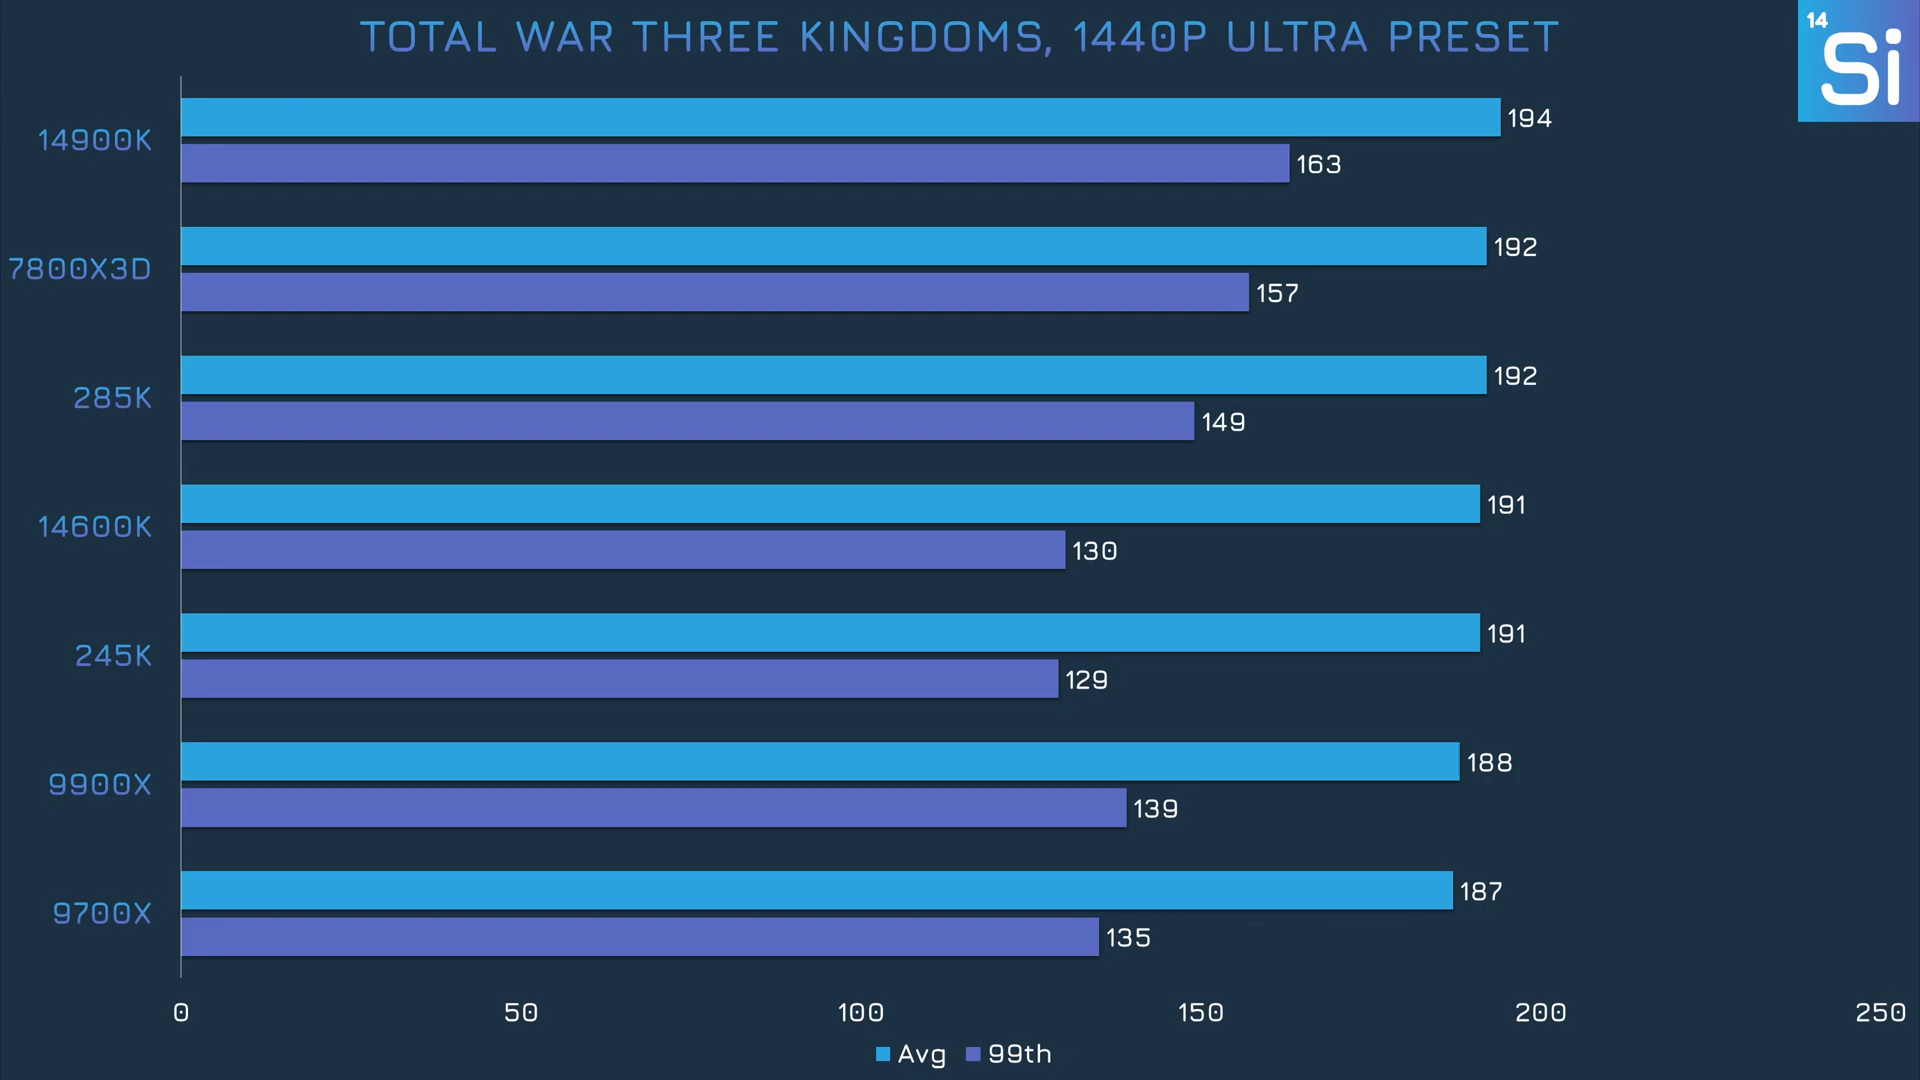 TOTAL WAR THREE KINGDOMS, 1440P ULTRA PRESET
14
Si
14900K
194
163
7800X3D
192
157
285K
192
149
14600K
191
130
245K
191
129
9900X
188
139
9700X
187
135
0 50 100 150 200 250
Avg 99th